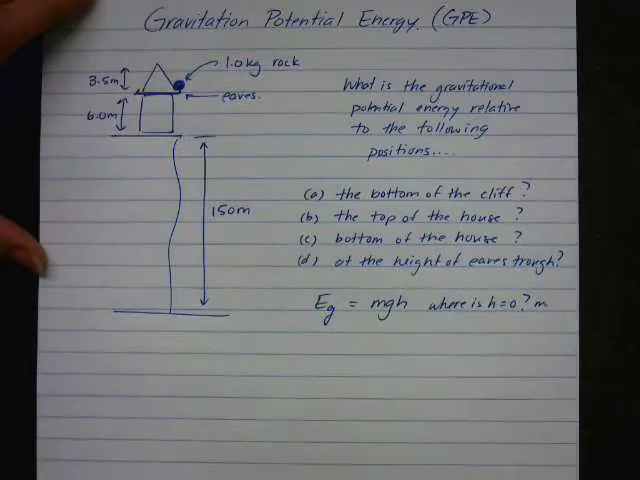 Gravitation Potential Energy. (GPE)
1.0kg rock
3.5m
eaves.
6.0m
What is the gravitational
potential energy relative
to the following
positions....
150m
(a) the bottom of the cliff?
(b) the top of the house?
(c) bottom of the house?
(d) at the height of eaves trough?
Eg = mgh where is h=0? m